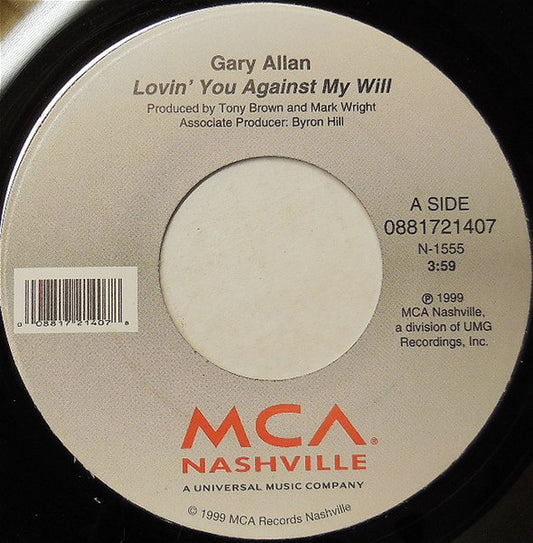 Gary Allan
Lovin' You Against My Will
Produced by Tony Brown and Mark Wright
Associate Producer: Byron Hill
A SIDE
0881721407
N-1555
3:59
℗ 1999
MCA Nashville,
a division of UMG
Recordings, Inc.
0 08817 21407 8
MCA®
NASHVILLE
A UNIVERSAL MUSIC COMPANY
© 1999 MCA Records Nashville